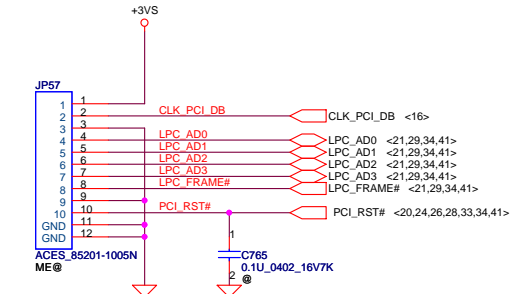 +3VS
JP57
1 1
2 2 CLK_PCI_DB CLK_PCI_DB <16>
3 3
4 4 LPC_AD0 LPC_AD0 <21,29,34,41>
5 5 LPC_AD1 LPC_AD1 <21,29,34,41>
6 6 LPC_AD2 LPC_AD2 <21,29,34,41>
7 7 LPC_AD3 LPC_AD3 <21,29,34,41>
8 8 LPC_FRAME# LPC_FRAME# <21,29,34,41>
9 9
10 10 PCI_RST# PCI_RST# <20,24,26,28,33,34,41>
GND 11
GND 12
1
ACES_85201-1005N
ME@
C765
0.1U_0402_16V7K
2
@